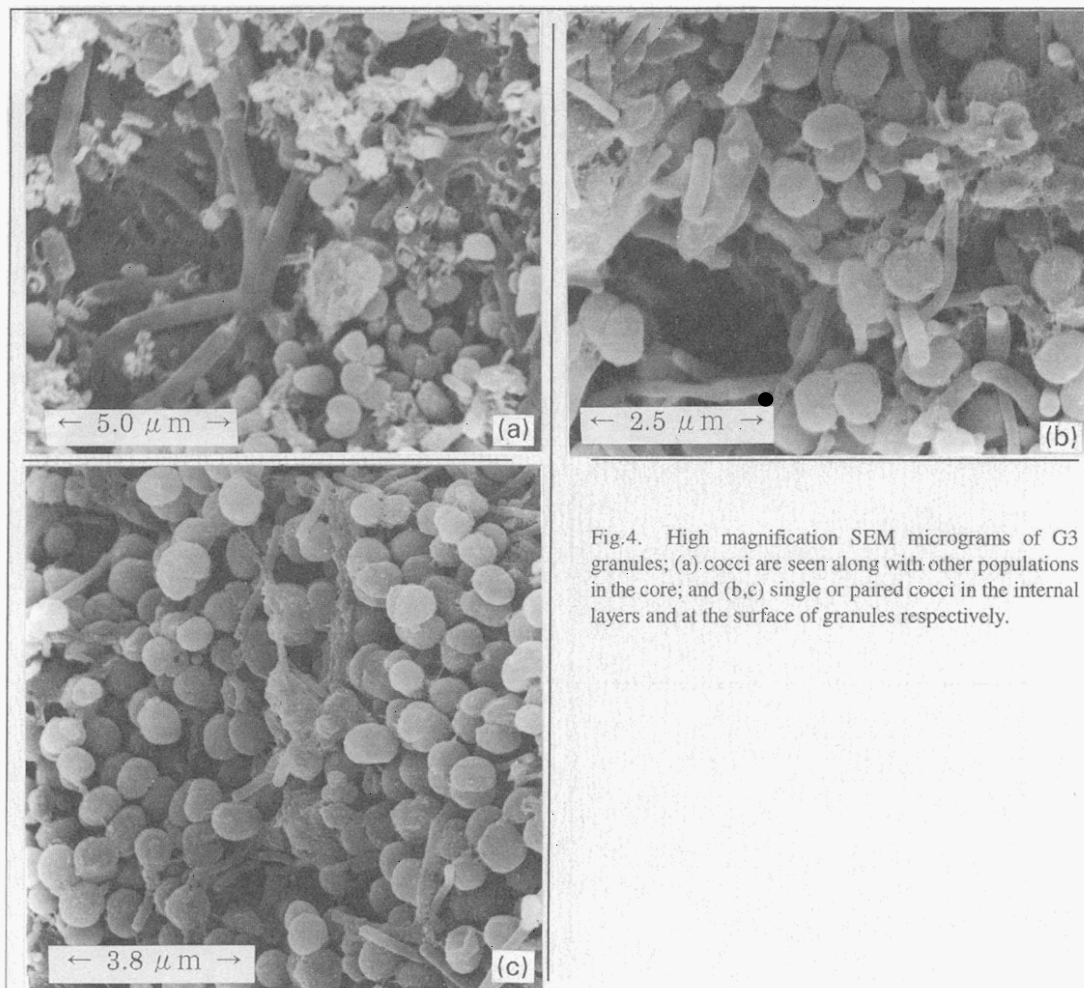 ← 5.0 μm →
(a)
← 2.5 μm →
(b)
Fig.4. High magnification SEM micrograms of G3
granules; (a) cocci are seen along with other populations
in the core; and (b,c) single or paired cocci in the internal
layers and at the surface of granules respectively.
← 3.8 μm →
(c)